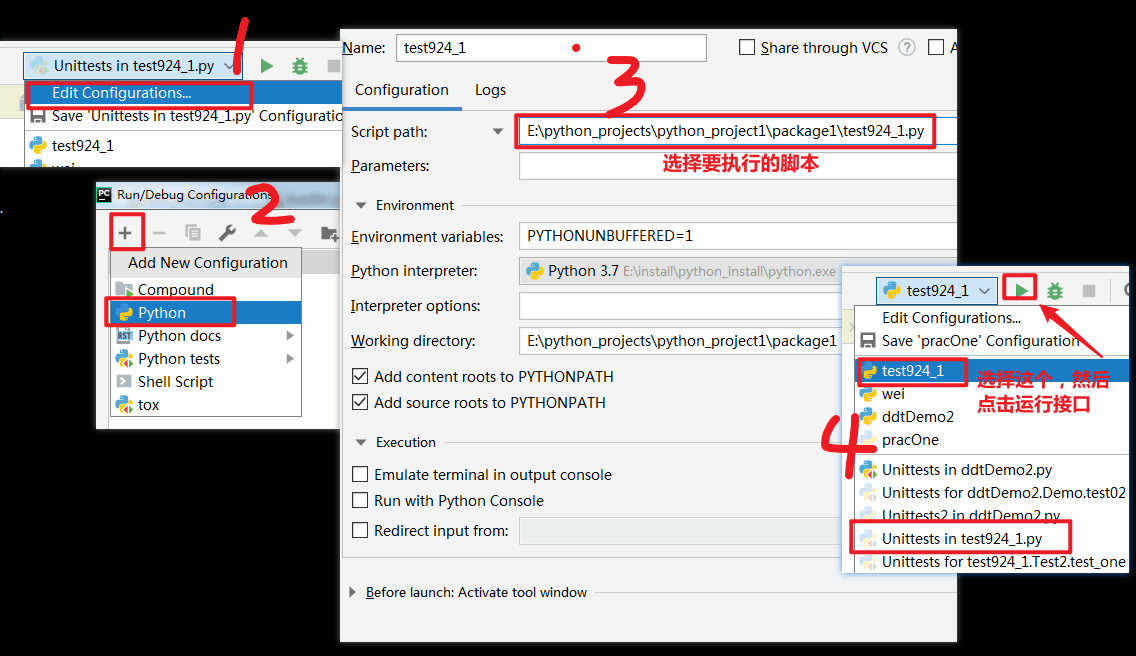 1
Unittests in test924_1.py
Edit Configurations...
Save 'Unittests in test924_1.py' Configuratio
test924_1
2
PC Run/Debug Configurations
Add New Configuration
Compound
Python
RST Python docs
Python tests
Shell Script
tox
Name: test924_1
Share through VCS ?
3
Configuration Logs
Script path: E:\python_projects\python_project1\package1\test924_1.py
选择要执行的脚本
Parameters:
Environment
Environment variables: PYTHONUNBUFFERED=1
Python interpreter: Python 3.7 E:\install\python_install\python.exe
Interpreter options:
Working directory: E:\python_projects\python_project1\package1
Add content roots to PYTHONPATH
Add source roots to PYTHONPATH
Execution
Emulate terminal in output console
Run with Python Console
Redirect input from:
Before launch: Activate tool window
4
test924_1
Edit Configurations...
Save 'pracOne' Configuration
test924_1
选择这个，然后
点击运行接口
wei
ddtDemo2
pracOne
Unittests in ddtDemo2.py
Unittests for ddtDemo2.Demo.test02
Unittests2 in ddtDemo2.py
Unittests in test924_1.py
Unittests for test924_1.Test2.test_one